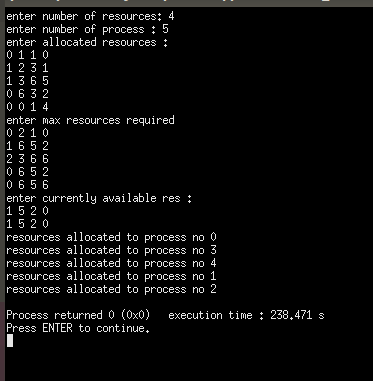 enter number of resources: 4
enter number of process : 5
enter allocated resources :
0 1 1 0
1 2 3 1
1 3 6 5
0 6 3 2
0 0 1 4
enter max resources required
0 2 1 0
1 6 5 2
2 3 6 6
0 6 5 2
0 6 5 6
enter currently available res :
1 5 2 0
1 5 2 0
resources allocated to process no 0
resources allocated to process no 3
resources allocated to process no 4
resources allocated to process no 1
resources allocated to process no 2
Process returned 0 (0x0) execution time : 238.471 s
Press ENTER to continue.